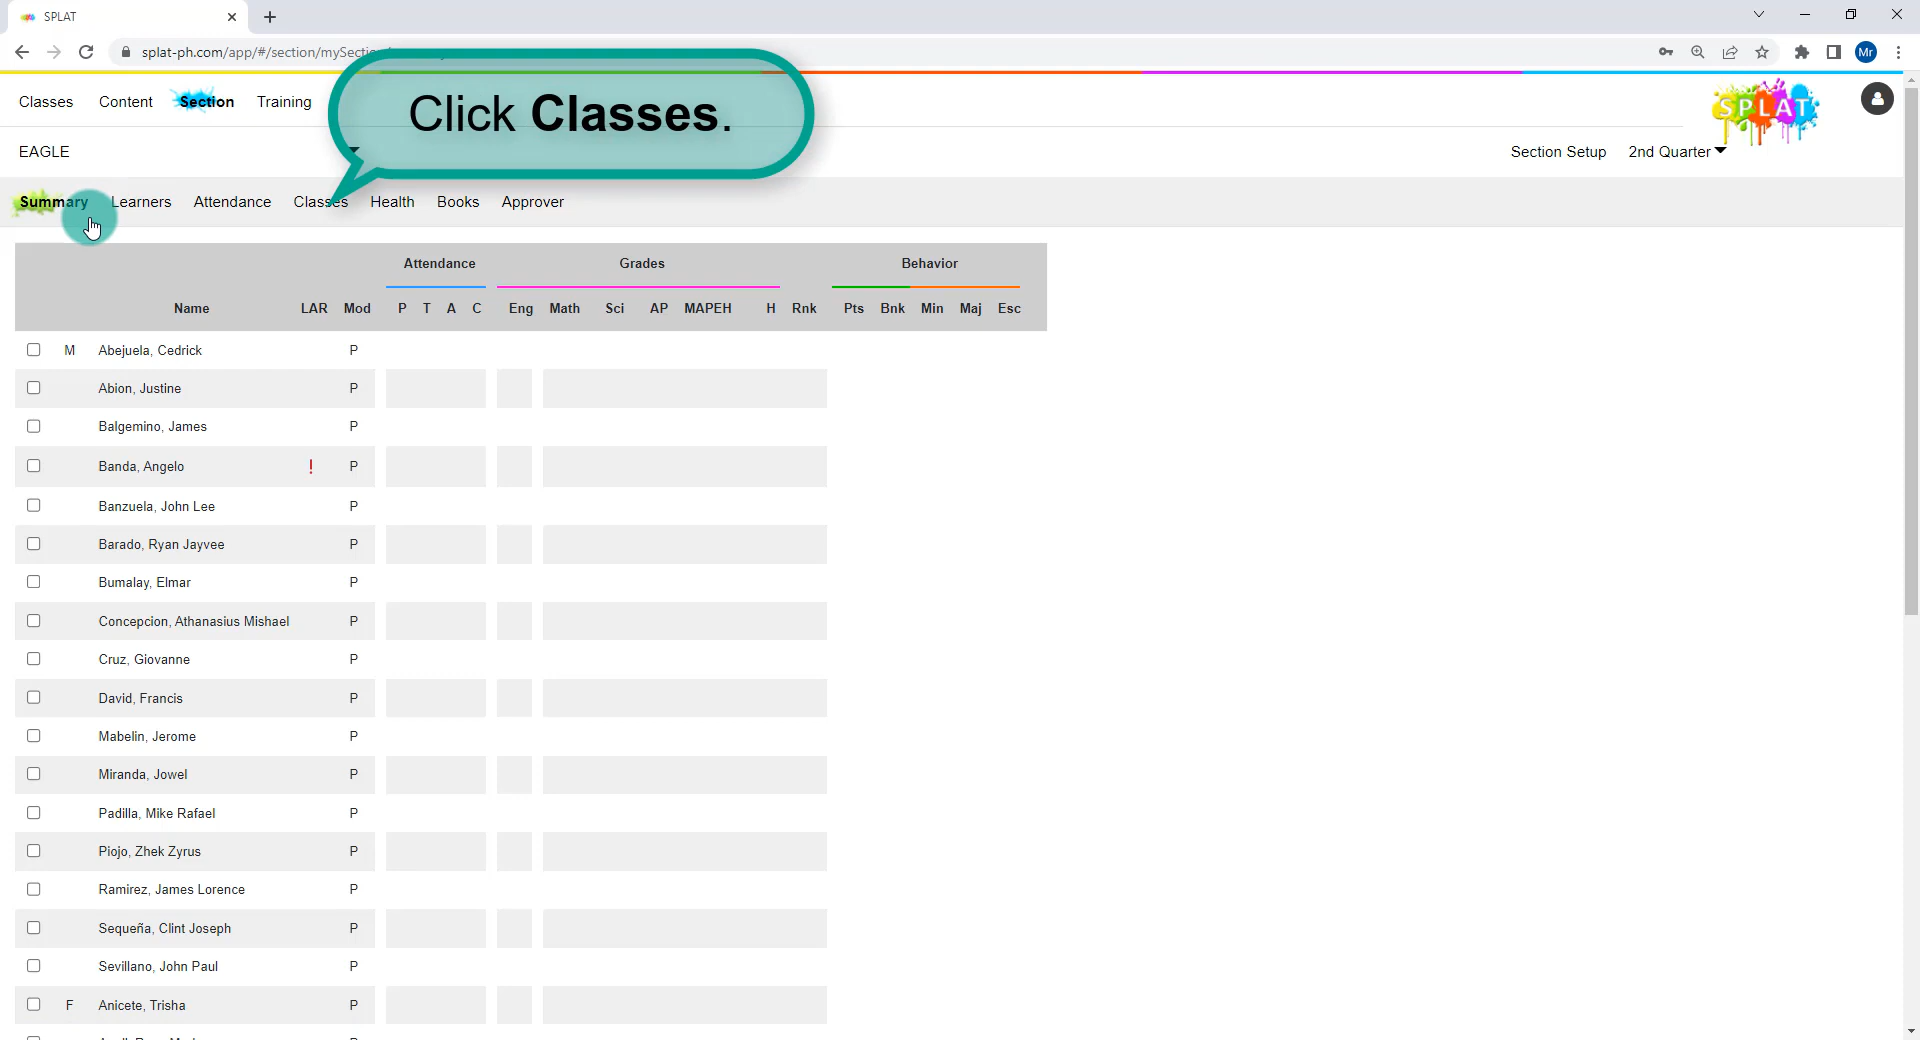 SPLAT
splat-ph.com/app/#/section/mySection
Mr
Classes Content Section Training
Click Classes.
SPLAT
EAGLE
Section Setup 2nd Quarter
Summary Learners Attendance Classes Health Books Approver
Attendance Grades Behavior
Name LAR Mod P T A C Eng Math Sci AP MAPEH H Rnk Pts Bnk Min Maj Esc
M Abejuela, Cedrick P
Abion, Justine P
Balgemino, James P
Banda, Angelo ! P
Banzuela, John Lee P
Barado, Ryan Jayvee P
Bumalay, Elmar P
Concepcion, Athanasius Mishael P
Cruz, Giovanne P
David, Francis P
Mabelin, Jerome P
Miranda, Jowel P
Padilla, Mike Rafael P
Piojo, Zhek Zyrus P
Ramirez, James Lorence P
Sequeña, Clint Joseph P
Sevillano, John Paul P
F Anicete, Trisha P